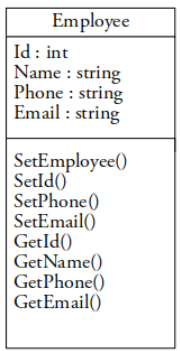 Employee
Id : int
Name : string
Phone : string
Email : string
SetEmployee()
SetId()
SetPhone()
SetEmail()
GetId()
GetName()
GetPhone()
GetEmail()